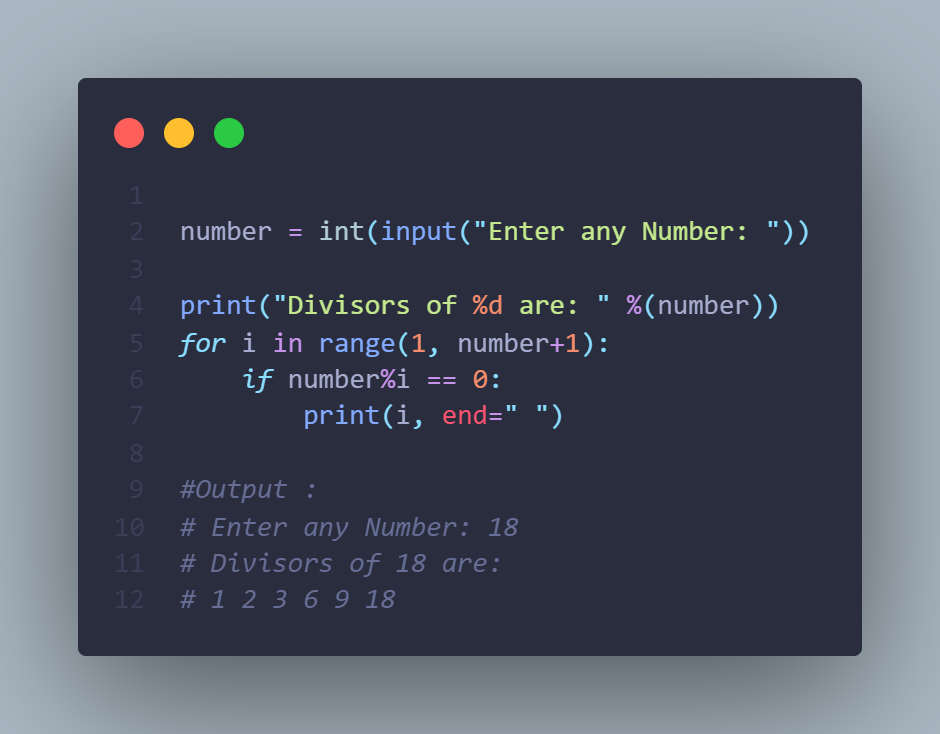 1
2 number = int(input("Enter any Number: "))
3
4 print("Divisors of %d are: " %(number))
5 for i in range(1, number+1):
6     if number%i == 0:
7         print(i, end=" ")
8
9 #Output :
10 # Enter any Number: 18
11 # Divisors of 18 are:
12 # 1 2 3 6 9 18